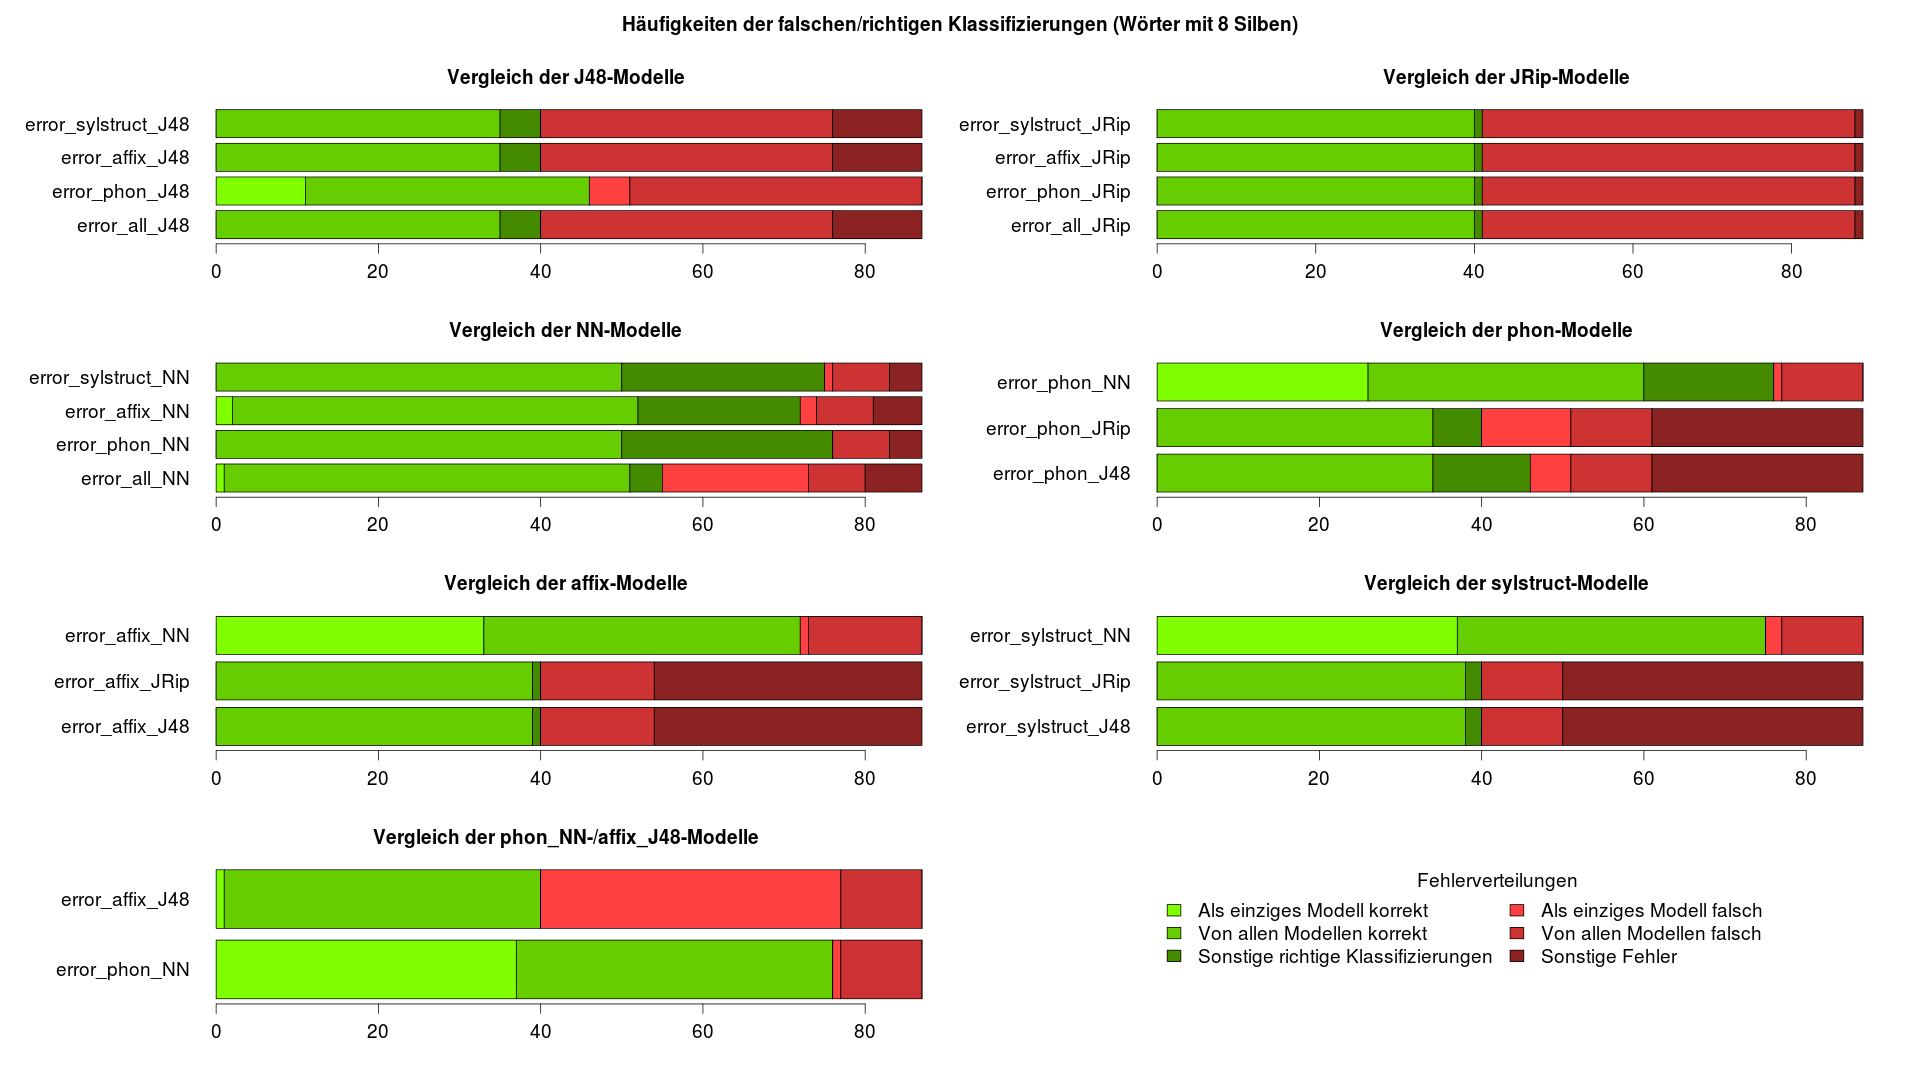 Häufigkeiten der falschen/richtigen Klassifizierungen (Wörter mit 8 Silben)
Vergleich der J48-Modelle
error_sylstruct_J48
error_affix_J48
error_phon_J48
error_all_J48
0 20 40 60 80
Vergleich der JRip-Modelle
error_sylstruct_JRip
error_affix_JRip
error_phon_JRip
error_all_JRip
0 20 40 60 80
Vergleich der NN-Modelle
error_sylstruct_NN
error_affix_NN
error_phon_NN
error_all_NN
0 20 40 60 80
Vergleich der phon-Modelle
error_phon_NN
error_phon_JRip
error_phon_J48
0 20 40 60 80
Vergleich der affix-Modelle
error_affix_NN
error_affix_JRip
error_affix_J48
0 20 40 60 80
Vergleich der sylstruct-Modelle
error_sylstruct_NN
error_sylstruct_JRip
error_sylstruct_J48
0 20 40 60 80
Vergleich der phon_NN-/affix_J48-Modelle
error_affix_J48
error_phon_NN
0 20 40 60 80
Fehlerverteilungen
Als einziges Modell korrekt
Von allen Modellen korrekt
Sonstige richtige Klassifizierungen
Als einziges Modell falsch
Von allen Modellen falsch
Sonstige Fehler